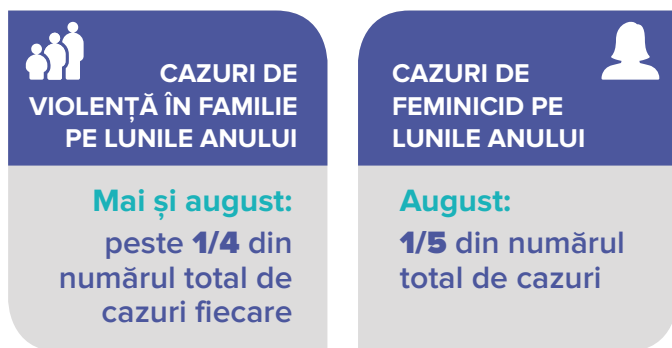 CAZURI DE
VIOLENȚĂ ÎN FAMILIE
PE LUNILE ANULUI
Mai și august:
peste 1/4 din
numărul total de
cazuri fiecare
CAZURI DE
FEMINICID PE
LUNILE ANULUI
August:
1/5 din numărul
total de cazuri